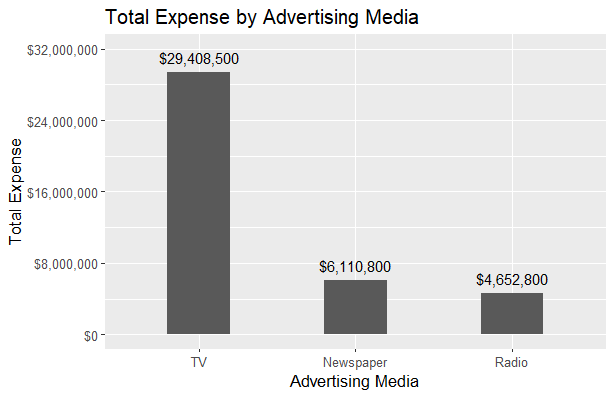 Total Expense by Advertising Media
Total Expense
$32,000,000
$24,000,000
$16,000,000
$8,000,000
$0
$29,408,500
$6,110,800
$4,652,800
TV
Newspaper
Radio
Advertising Media